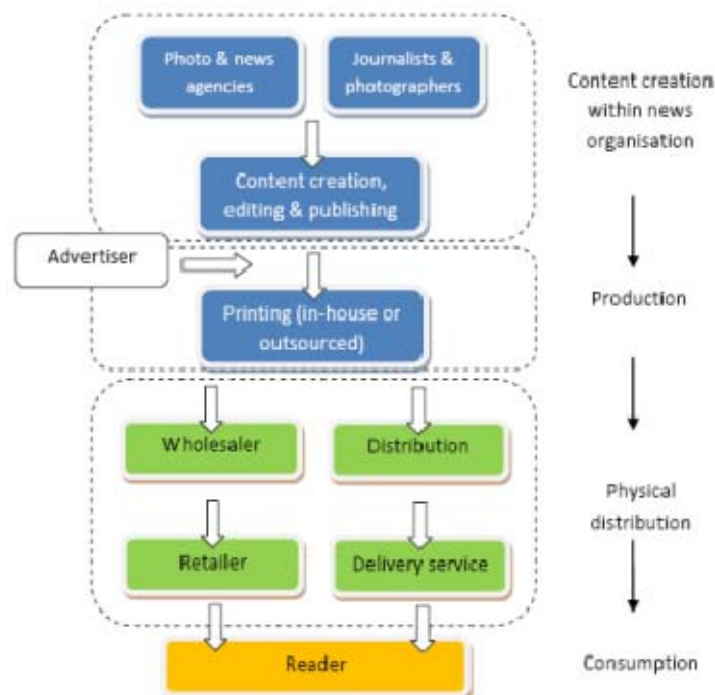 Photo & news
agencies
Journalists &
photographers
Content creation
within news
organisation
Content creation,
editing & publishing
Advertiser
Production
Printing (in-house or
outsourced)
Wholesaler
Distribution
Physical
distribution
Retailer
Delivery service
Reader
Consumption